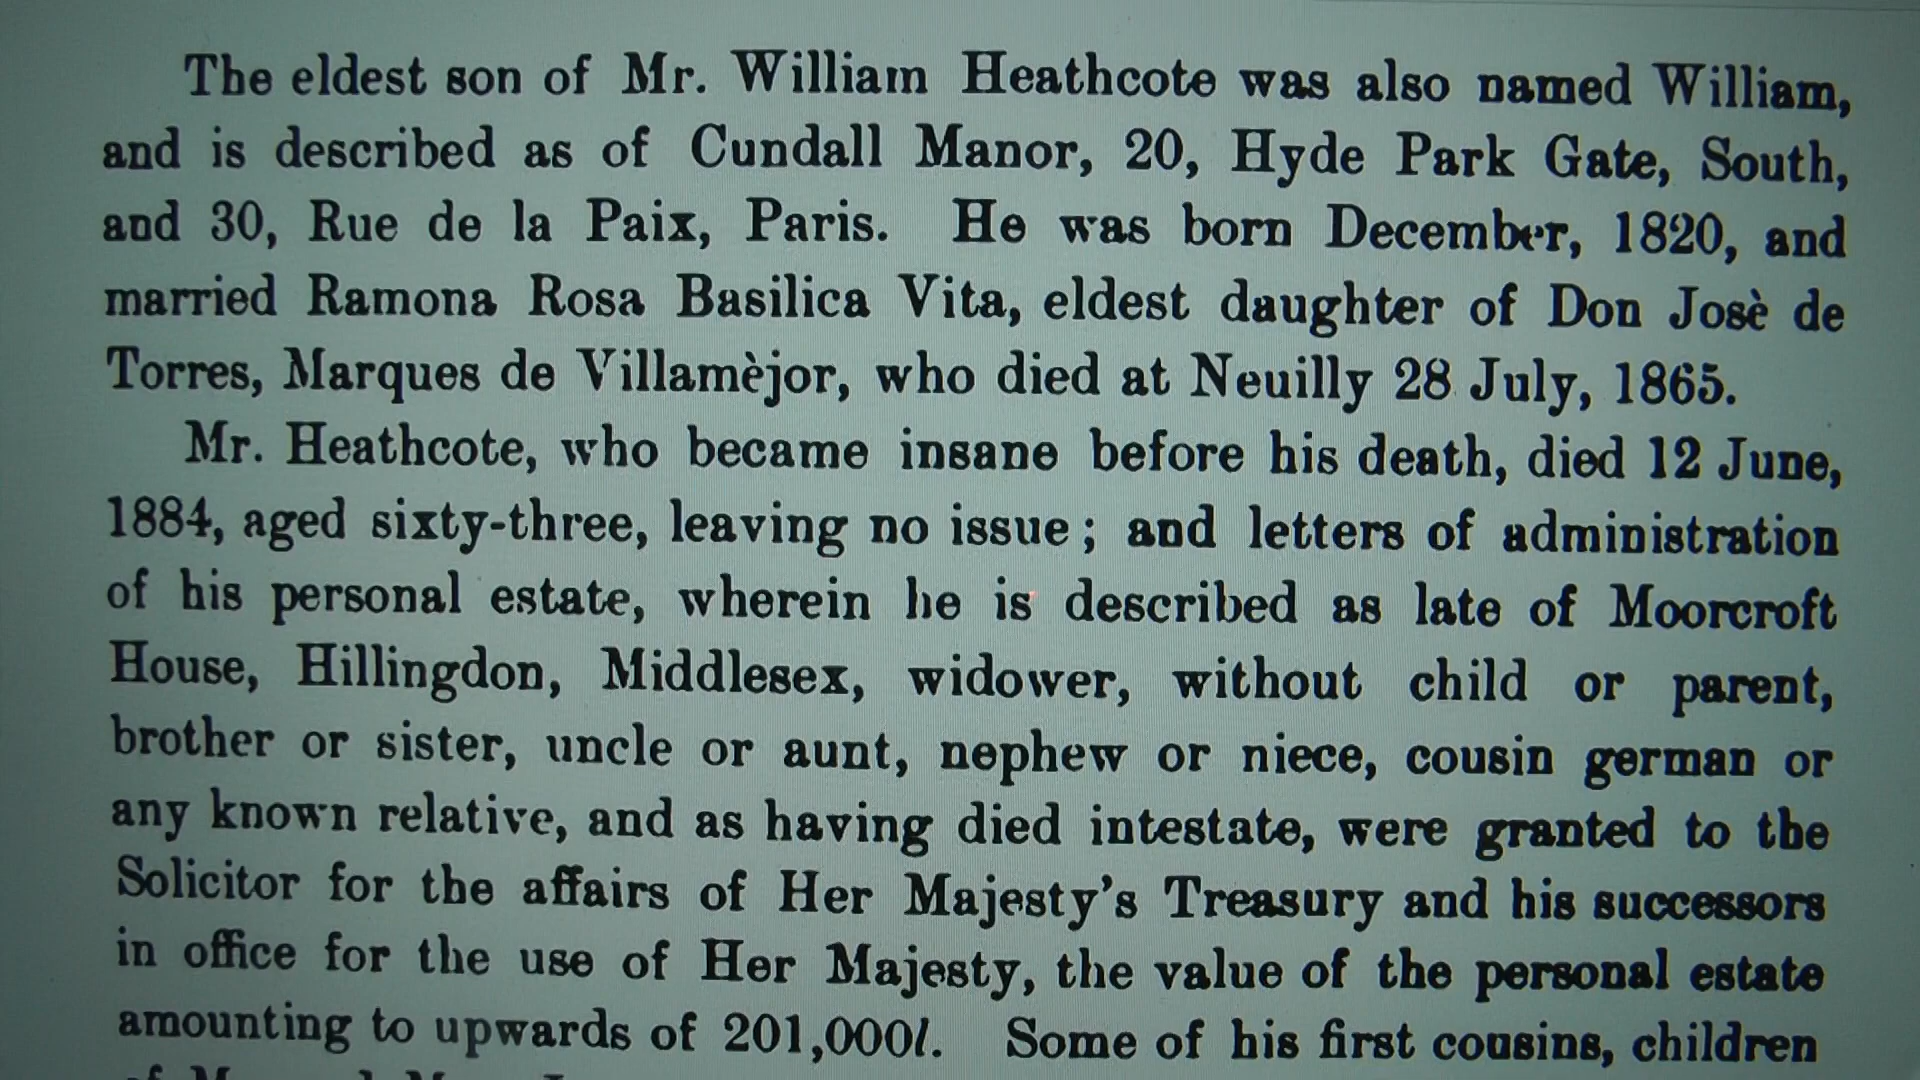 The eldest son of Mr. William Heathcote was also named William,
and is described as of Cundall Manor, 20, Hyde Park Gate, South,
and 30, Rue de la Paix, Paris. He was born December, 1820, and
married Ramona Rosa Basilica Vita, eldest daughter of Don Josè de
Torres, Marques de Villamèjor, who died at Neuilly 28 July, 1865.
Mr. Heathcote, who became insane before his death, died 12 June,
1884, aged sixty-three, leaving no issue; and letters of administration
of his personal estate, wherein he is described as late of Moorcroft
House, Hillingdon, Middlesex, widower, without child or parent,
brother or sister, uncle or aunt, nephew or niece, cousin german or
any known relative, and as having died intestate, were granted to the
Solicitor for the affairs of Her Majesty's Treasury and his successors
in office for the use of Her Majesty, the value of the personal estate
amounting to upwards of 201,000l. Some of his first cousins, children
of